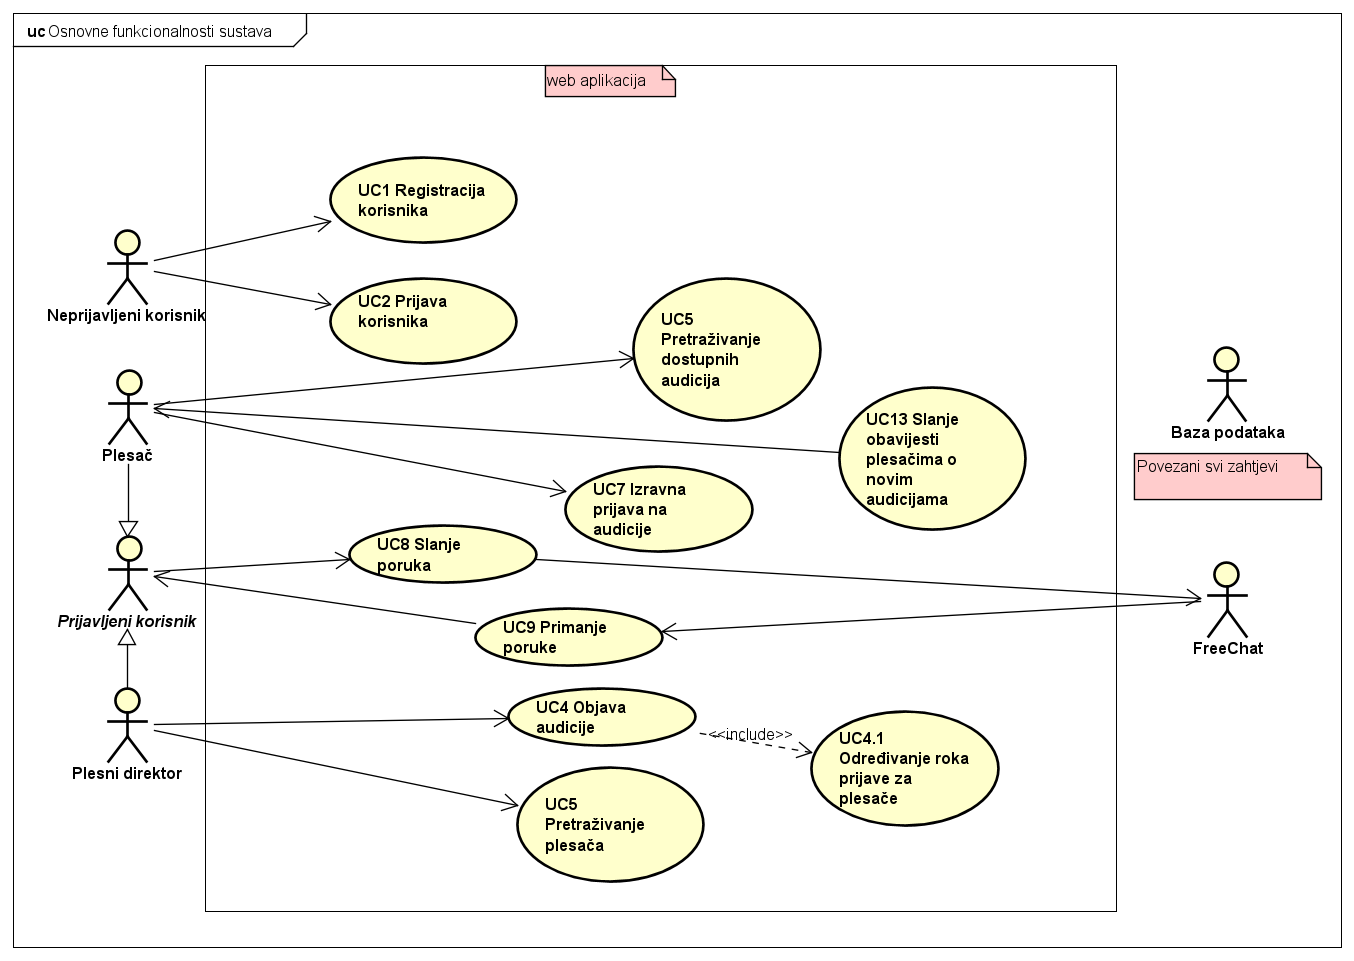 uc Osnovne funkcionalnosti sustava
web aplikacija
UC1 Registracija
korisnika
Neprijavljeni korisnik
UC2 Prijava
korisnika
UC5
Pretraživanje
dostupnih
audicija
Baza podataka
Povezani svi zahtjevi
Plesač
UC13 Slanje
obavijesti
plesačima o
novim
audicijama
UC7 Izravna
prijava na
audicije
UC8 Slanje
poruka
Prijavljeni korisnik
UC9 Primanje
poruke
FreeChat
UC4 Objava
audicije
<<include>>
UC4.1
Određivanje roka
prijave za
plesače
Plesni direktor
UC5
Pretraživanje
plesača